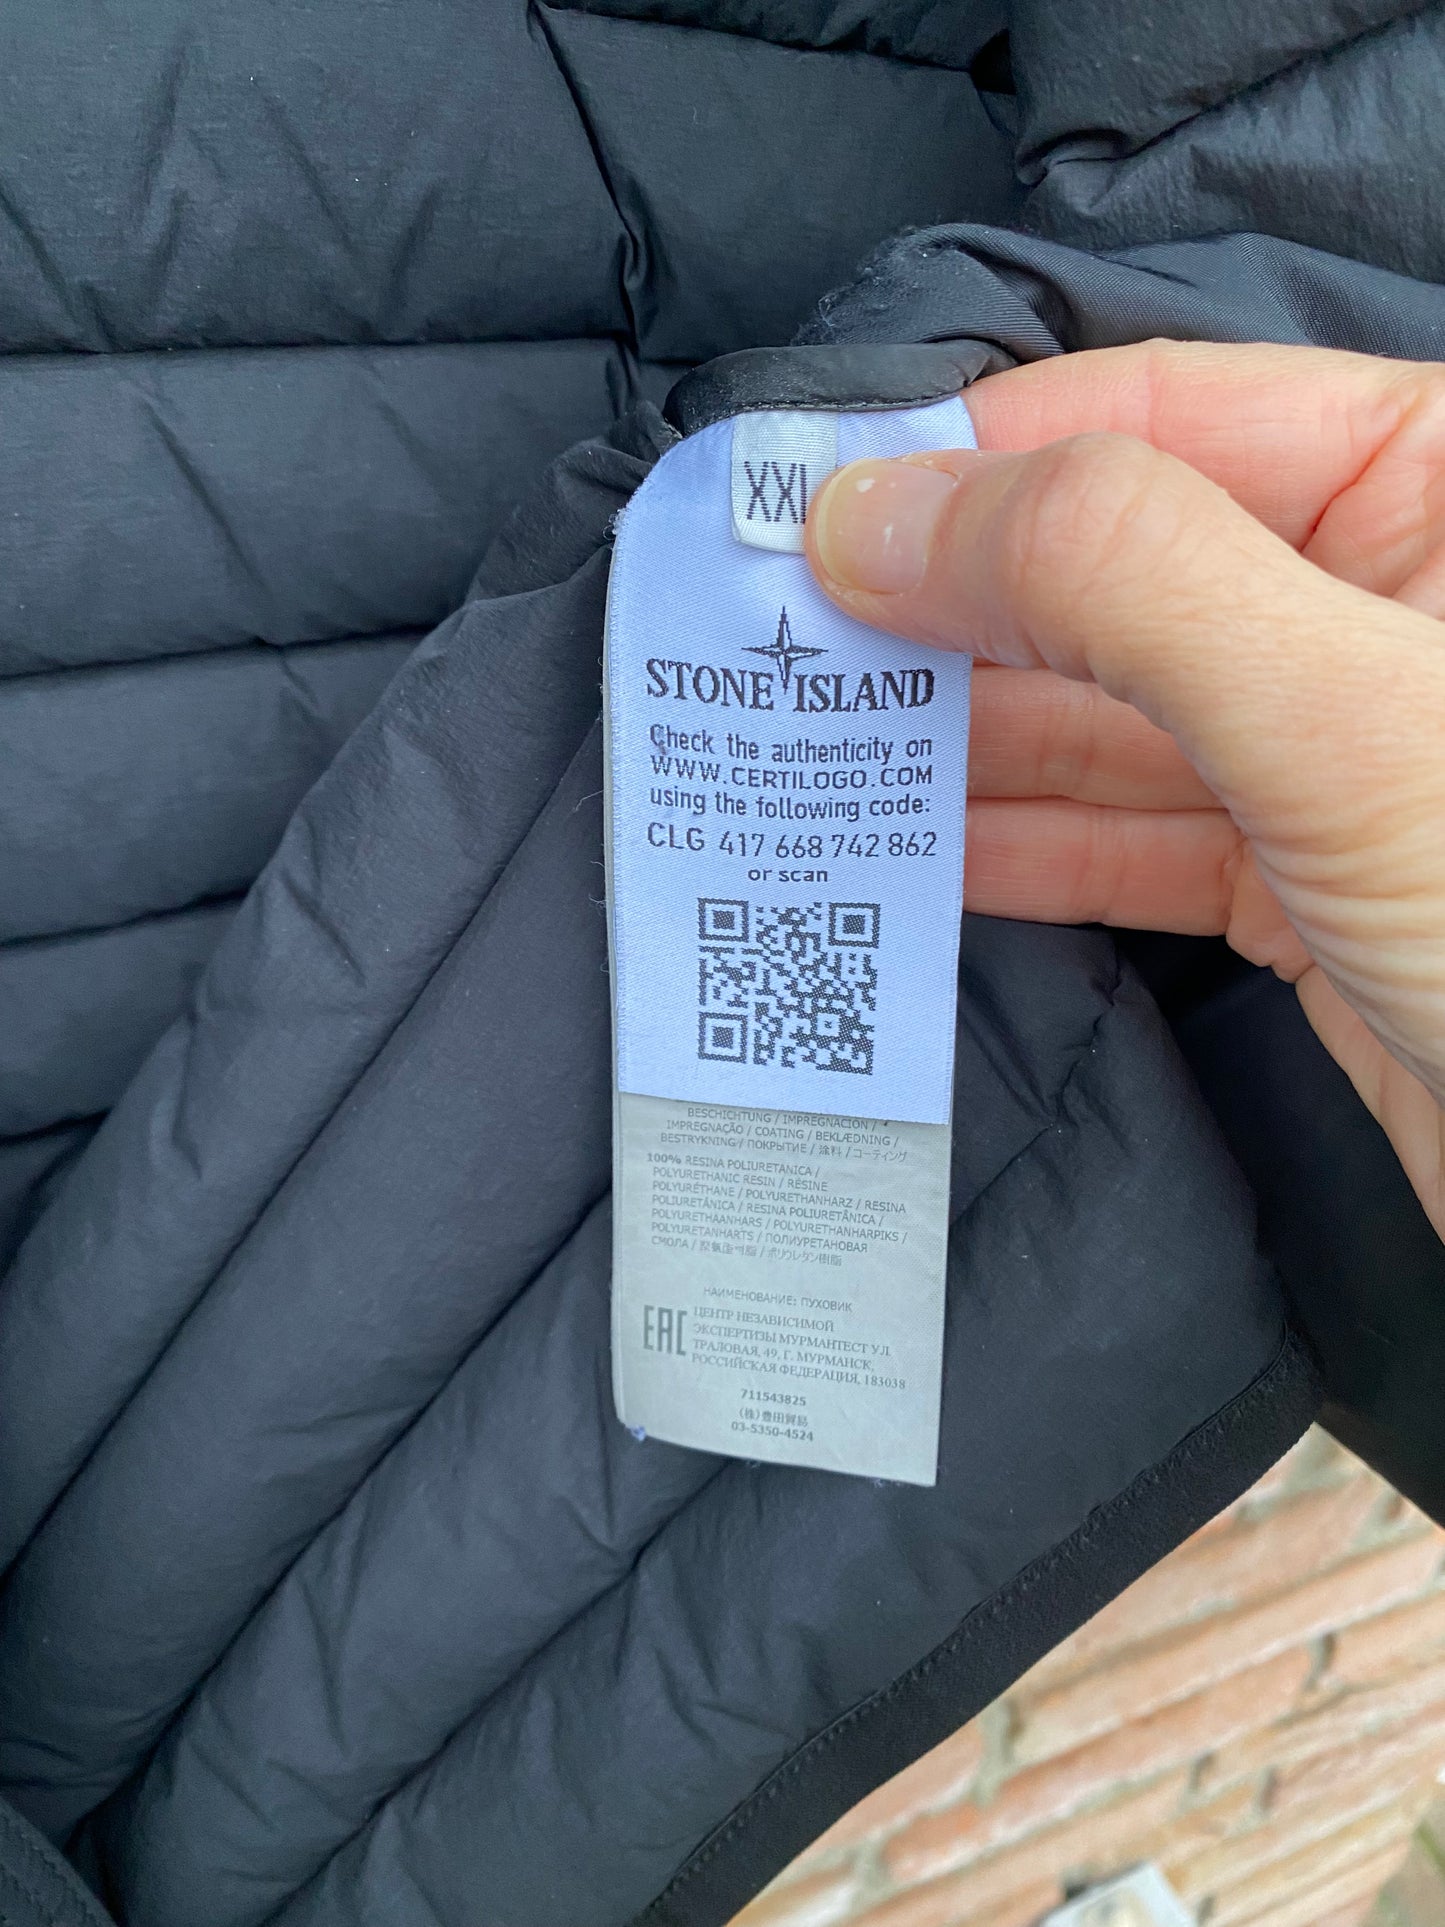 XXL
STONE ISLAND
Check the authenticity on
WWW.CERTILOGO.COM
using the following code:
CLG 417 668 742 862
or scan
BESCHICHTUNG / IMPREGNACIÓN /
IMPREGNAÇÃO / COATING / BEKLÆDNING /
BESTRYKNING / ПОКРЫТИЕ / 涂料 / コーティング
100% RESINA POLIURETANICA /
POLYURETHANIC RESIN / RÉSINE
POLYURÉTHANE / POLYURETHANHARZ / RESINA
POLIURETÁNICA / RESINA POLIURETÂNICA /
POLYURETHAANHARS / POLYURETHANHARPIKS /
POLYURETANHARTS / ПОЛИУРЕТАНОВАЯ
СМОЛА / 聚氨酯树脂 / ポリウレタン樹脂
НАИМЕНОВАНИЕ: ПУХОВИК
EAC ЦЕНТР НЕЗАВИСИМОЙ
ЭКСПЕРТИЗЫ МУРМАНТЕСТ УЛ.
ТРАЛОВАЯ, 49, Г. МУРМАНСК,
РОССИЙСКАЯ ФЕДЕРАЦИЯ, 183038
711543825
(株)豊田貿易
03-5350-4524